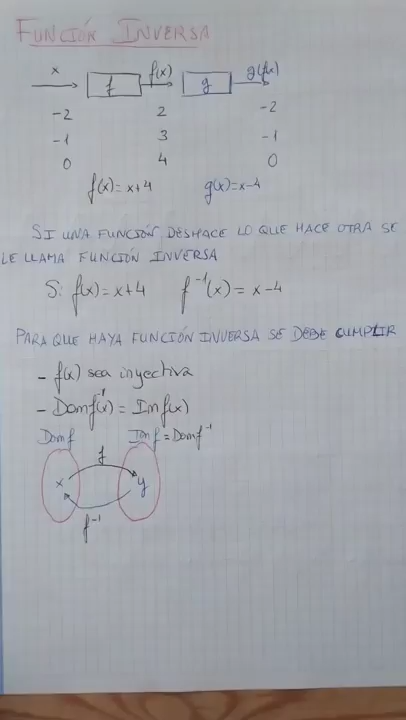 FUNCIÓN INVERSA
x f(x) g(f(x)
f g
-2 2 -2
-1 3 -1
0 4 0
f(x)=x+4 g(x)=x-4
SI UNA FUNCIÓN DESHACE LO QUE HACE OTRA SE
LE LLAMA FUNCIÓN INVERSA
Si f(x)=x+4 f⁻¹(x)=x-4
PARA QUE HAYA FUNCIÓN INVERSA SE DEBE CUMPLIR
- f(x) sea inyectiva
- Dom f⁻¹(x) = Im f(x)
Dom f Im f = Dom f⁻¹
f
x y
f⁻¹